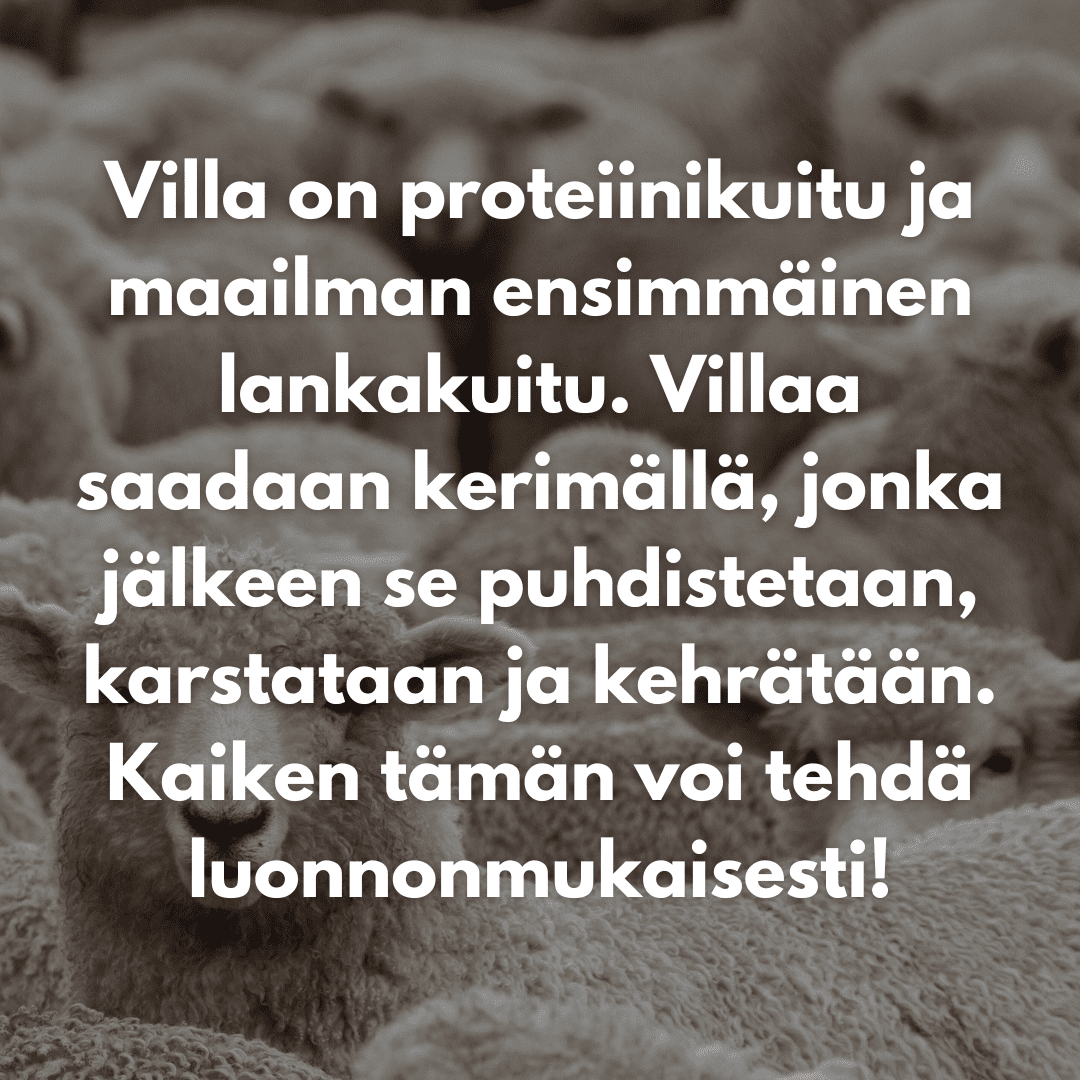 Villa on proteiinikuitu ja
maailman ensimmäinen
lankakuitu. Villaa
saadaan kerimällä, jonka
jälkeen se puhdistetaan,
karstataan ja kehrätään.
Kaiken tämän voi tehdä
luonnonmukaisesti!